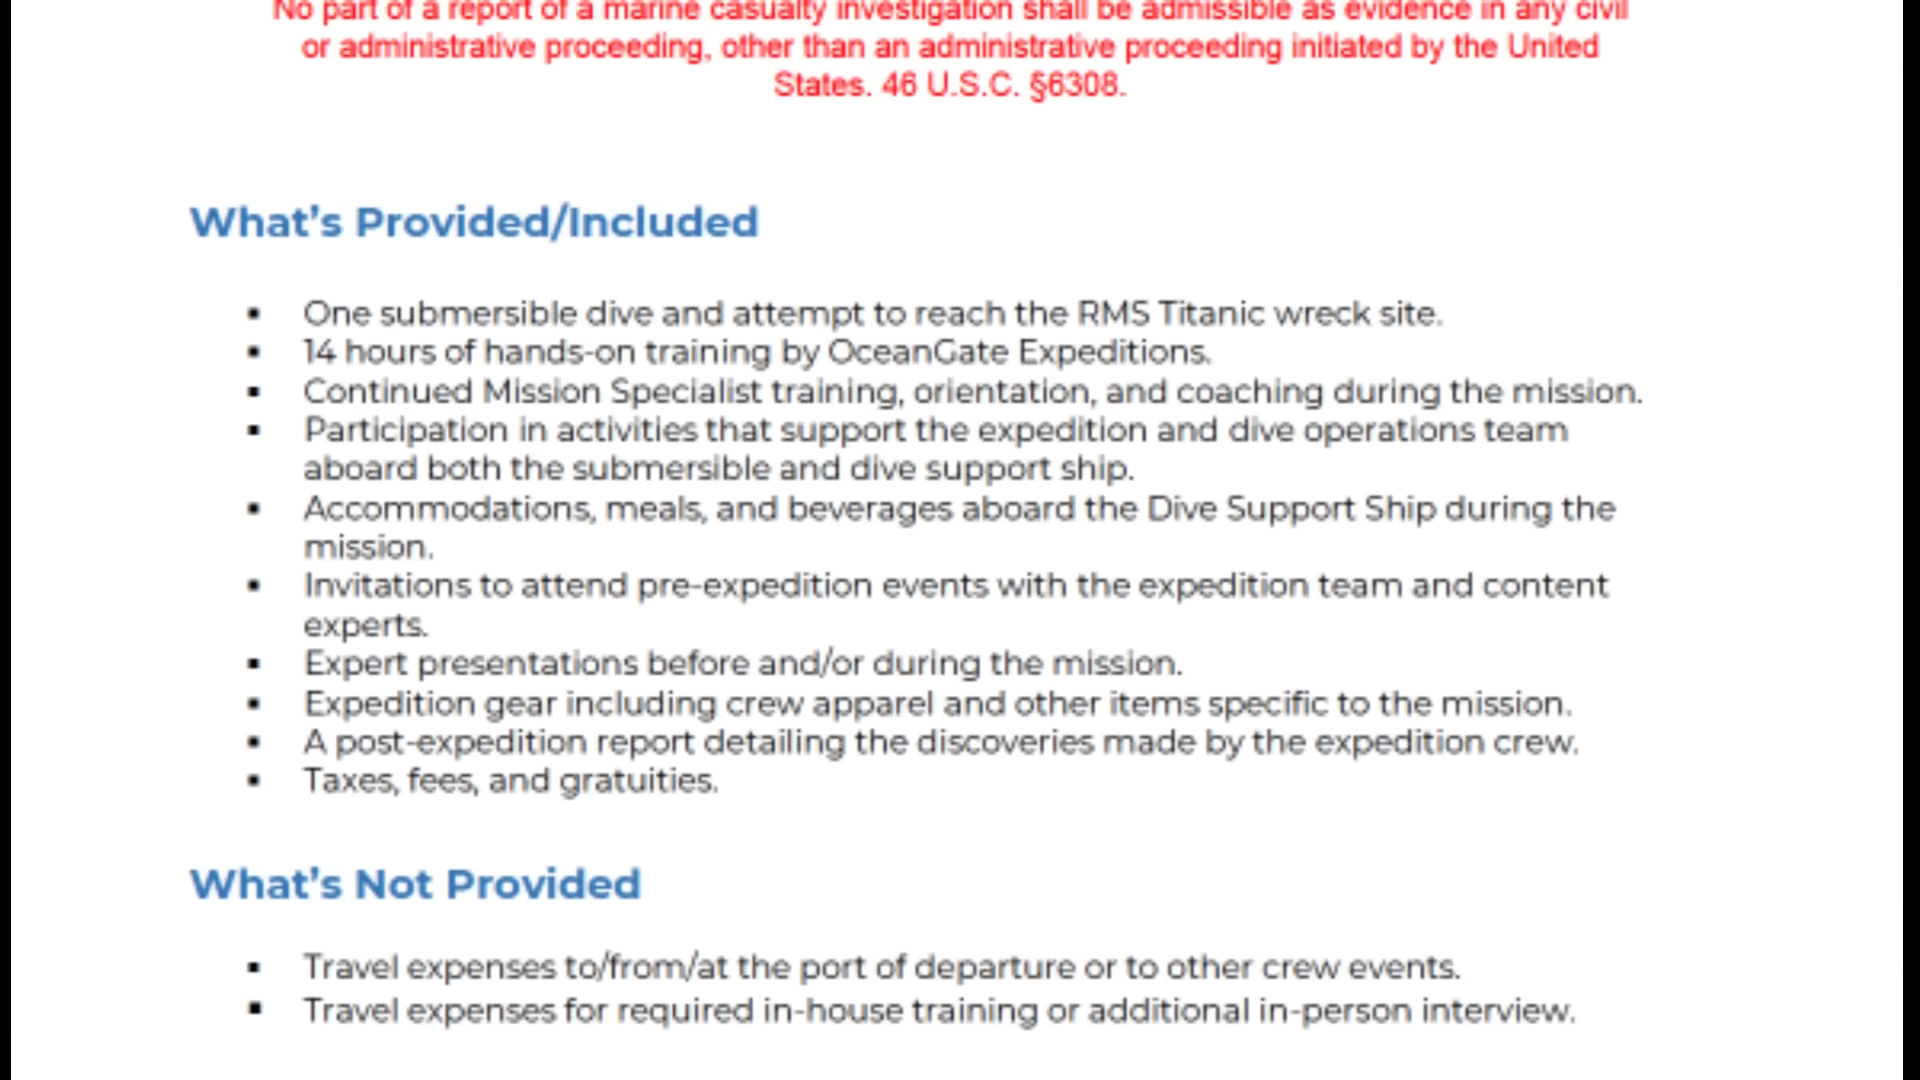 No part of a report of a marine casualty investigation shall be admissible as evidence in any civil
or administrative proceeding, other than an administrative proceeding initiated by the United
States. 46 U.S.C. §6308.
What's Provided/Included
▪ One submersible dive and attempt to reach the RMS Titanic wreck site.
▪ 14 hours of hands-on training by OceanGate Expeditions.
▪ Continued Mission Specialist training, orientation, and coaching during the mission.
▪ Participation in activities that support the expedition and dive operations team
aboard both the submersible and dive support ship.
▪ Accommodations, meals, and beverages aboard the Dive Support Ship during the
mission.
▪ Invitations to attend pre-expedition events with the expedition team and content
experts.
▪ Expert presentations before and/or during the mission.
▪ Expedition gear including crew apparel and other items specific to the mission.
▪ A post-expedition report detailing the discoveries made by the expedition crew.
▪ Taxes, fees, and gratuities.
What's Not Provided
▪ Travel expenses to/from/at the port of departure or to other crew events.
▪ Travel expenses for required in-house training or additional in-person interview.